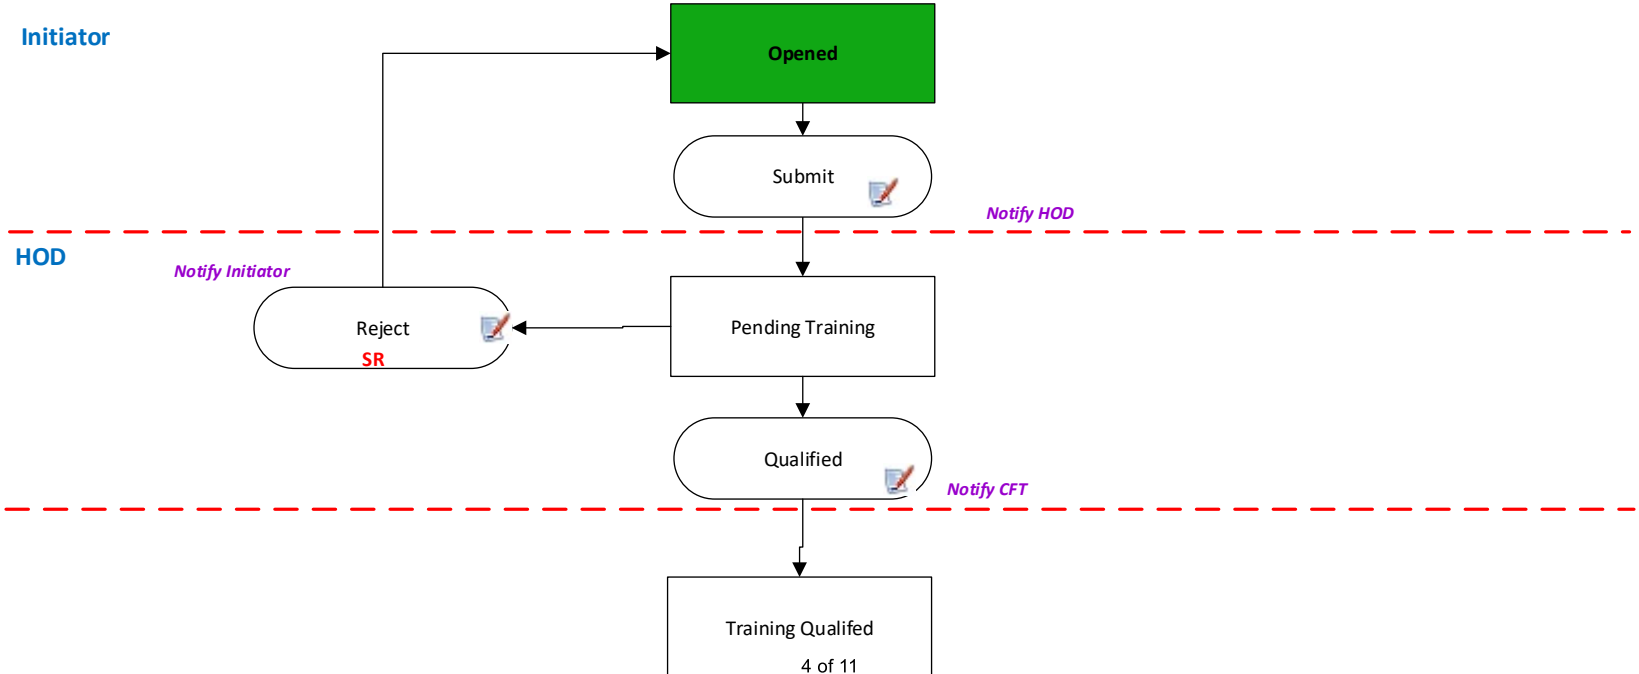 Initiator
Opened
Submit
Notify HOD
HOD
Notify Initiator
Reject
SR
Pending Training
Qualified
Notify CFT
Training Qualifed
4 of 11